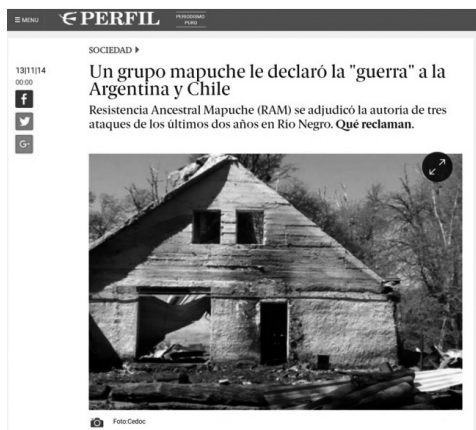 MENU
PERFIL
PERIODISMO
PURO
SOCIEDAD
13|11|14
00:00
Un grupo mapuche le declaró la "guerra" a la
Argentina y Chile
Resistencia Ancestral Mapuche (RAM) se adjudicó la autoria de tres
ataques de los últimos dos años en Río Negro. Qué reclaman.
f
G+
Foto:Cedoc